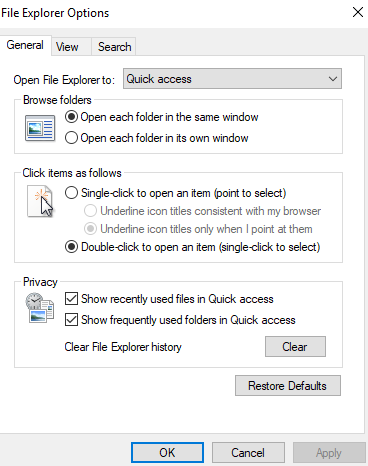 File Explorer Options
General View Search
Open File Explorer to: Quick access
Browse folders
Open each folder in the same window
Open each folder in its own window
Click items as follows
Single-click to open an item (point to select)
Underline icon titles consistent with my browser
Underline icon titles only when I point at them
Double-click to open an item (single-click to select)
Privacy
Show recently used files in Quick access
Show frequently used folders in Quick access
Clear File Explorer history Clear
Restore Defaults
OK Cancel Apply